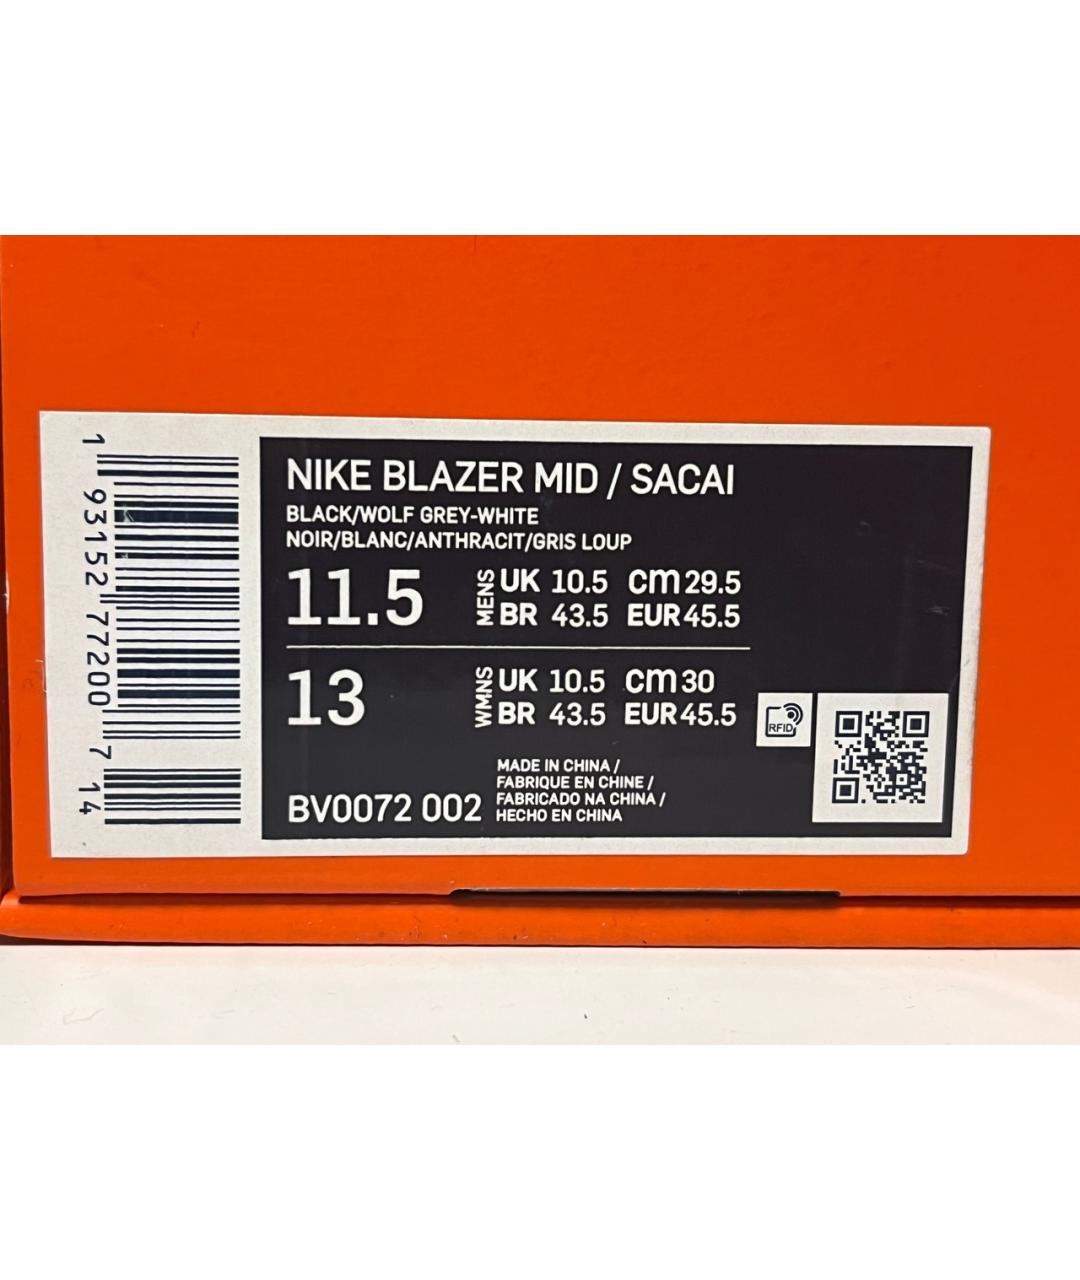 NIKE BLAZER MID / SACAI
BLACK/WOLF GREY-WHITE
NOIR/BLANC/ANTHRACIT/GRIS LOUP
11.5 MENS UK 10.5 cm 29.5
BR 43.5 EUR 45.5
13 WMNS UK 10.5 cm 30
BR 43.5 EUR 45.5
RFID
MADE IN CHINA /
FABRIQUE EN CHINE /
FABRICADO NA CHINA /
HECHO EN CHINA
BV0072 002
1 93152 77200 7 14